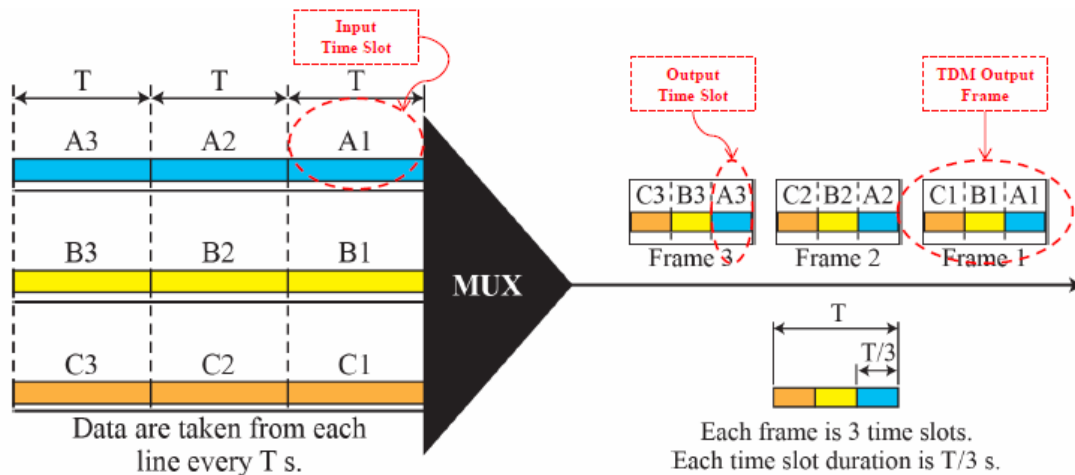 Input
Time Slot
T T T
A3 A2 A1
B3 B2 B1
C3 C2 C1
Data are taken from each
line every T s.
MUX
Output
Time Slot
TDM Output
Frame
C3 B3 A3
Frame 3
C2 B2 A2
Frame 2
C1 B1 A1
Frame 1
T
T/3
Each frame is 3 time slots.
Each time slot duration is T/3 s.